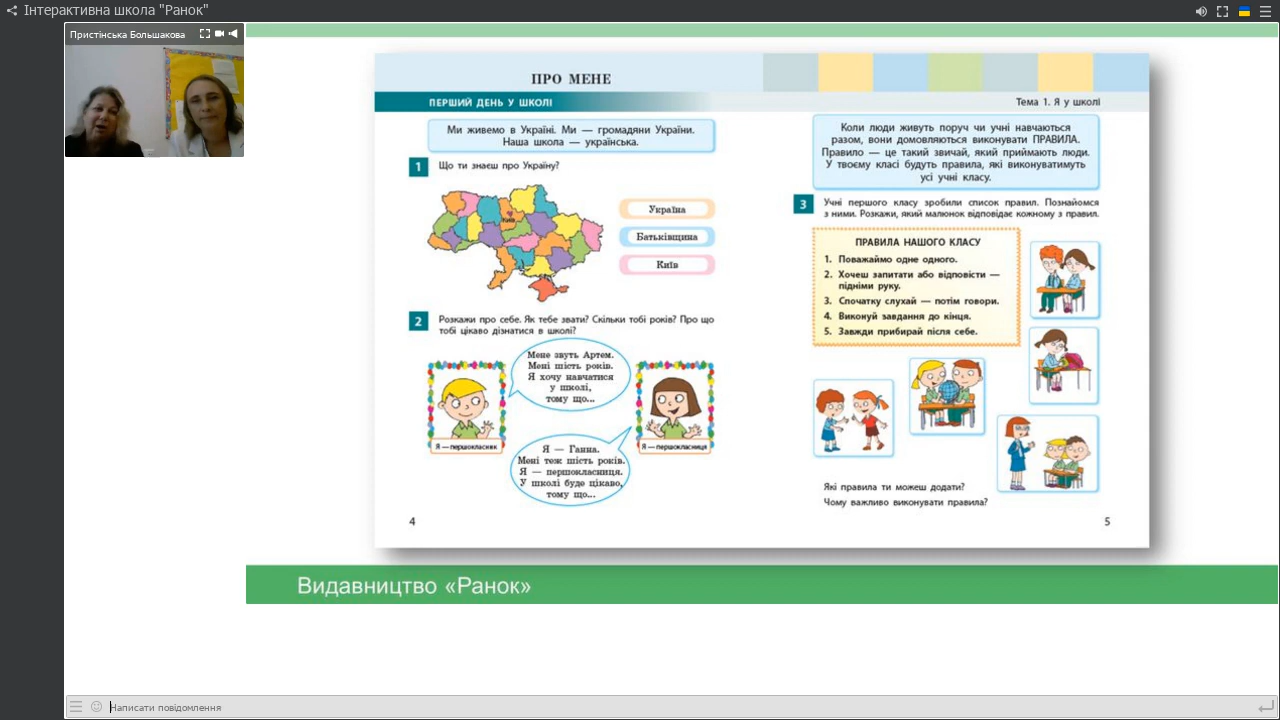 Інтерактивна школа "Ранок"
Пристінська Большакова
ПРО МЕНЕ
ПЕРШИЙ ДЕНЬ У ШКОЛІ
Ми живемо в Україні. Ми — громадяни України.
Наша школа — українська.
1 Що ти знаєш про Україну?
Київ
Україна
Батьківщина
Київ
2 Розкажи про себе. Як тебе звати? Скільки тобі років? Про що
тобі цікаво дізнатися в школі?
Мене звуть Артем.
Мені шість років.
Я хочу навчатися
у школі,
тому що...
Я — першокласник
Я — першокласниця
Я — Ганна.
Мені теж шість років.
Я — першокласниця.
У школі буде цікаво,
тому що...
4
Тема 1. Я у школі
Коли люди живуть поруч чи учні навчаються
разом, вони домовляються виконувати ПРАВИЛА.
Правило — це такий звичай, який приймають люди.
У твоєму класі будуть правила, які виконуватимуть
усі учні класу.
3 Учні першого класу зробили список правил. Познайомся
з ними. Розкажи, який малюнок відповідає кожному з правил.
ПРАВИЛА НАШОГО КЛАСУ
1. Поважаймо одне одного.
2. Хочеш запитати або відповісти —
підніми руку.
3. Спочатку слухай — потім говори.
4. Виконуй завдання до кінця.
5. Завжди прибирай після себе.
Які правила ти можеш додати?
Чому важливо виконувати правила?
5
Видавництво «Ранок»
Написати повідомлення